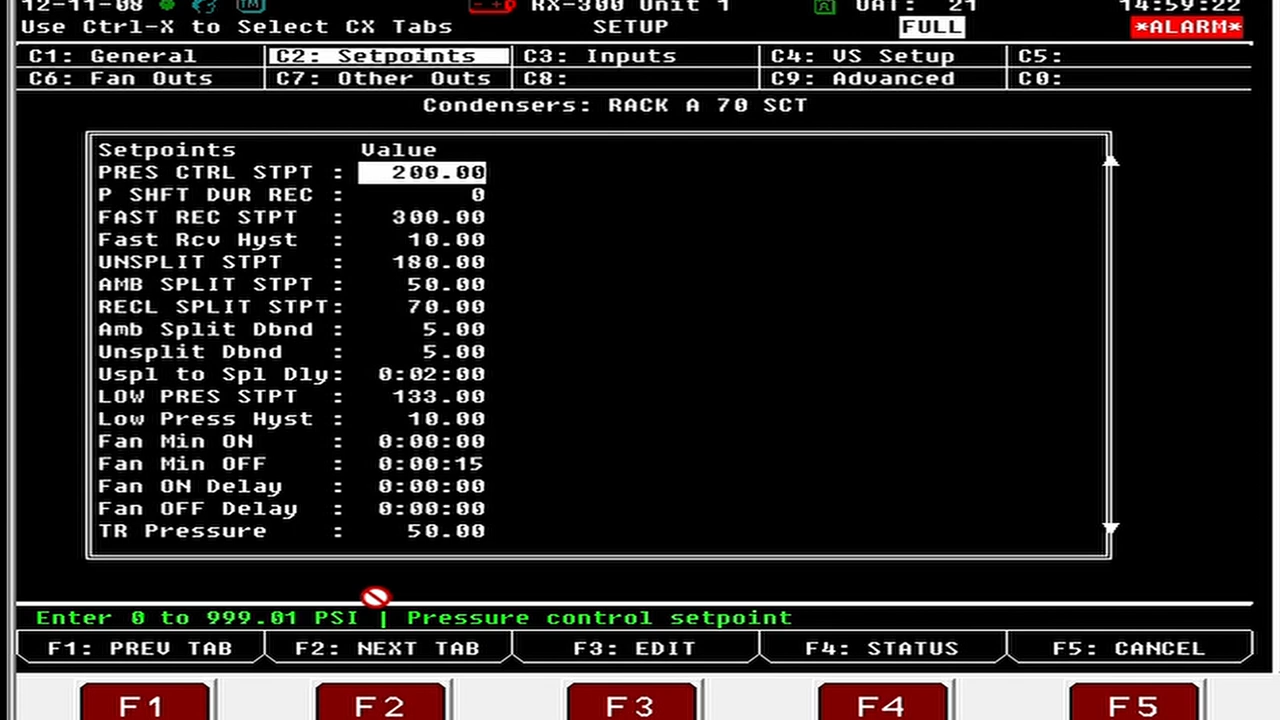 12-11-08 RX-300 Unit 1 14:59:22
Use Ctrl-X to Select CX Tabs SETUP FULL *ALARM*
C1: General C2: Setpoints C3: Inputs C4: VS Setup C5:
C6: Fan Outs C7: Other Outs C8: C9: Advanced C0:
Condensers: RACK A 70 SCT
Setpoints Value
PRES CTRL STPT : 200.00
P SHFT DUR REC : 0
FAST REC STPT : 300.00
Fast Rcv Hyst : 10.00
UNSPLIT STPT : 180.00
AMB SPLIT STPT : 50.00
RECL SPLIT STPT: 70.00
Amb Split Dbnd : 5.00
Unsplit Dbnd : 5.00
Uspl to Spl Dly: 0:02:00
LOW PRES STPT : 133.00
Low Press Hyst : 10.00
Fan Min ON : 0:00:00
Fan Min OFF : 0:00:15
Fan ON Delay : 0:00:00
Fan OFF Delay : 0:00:00
TR Pressure : 50.00
Enter 0 to 999.01 PSI | Pressure control setpoint
F1: PREV TAB F2: NEXT TAB F3: EDIT F4: STATUS F5: CANCEL
F1 F2 F3 F4 F5